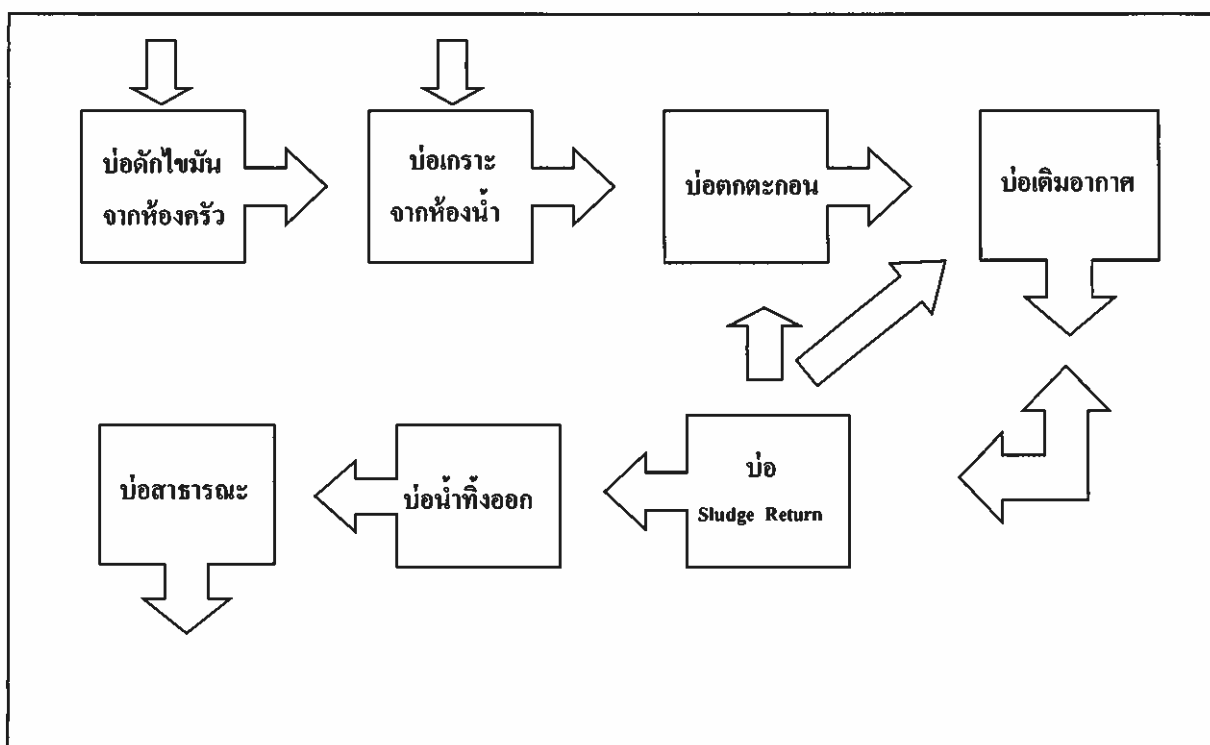 บ่อดักไขมัน
จากห้องครัว
บ่อเกราะ
จากห้องน้ำ
บ่อตกตะกอน
บ่อเติมอากาศ
บ่อสาธารณะ
บ่อน้ำทิ้งออก
บ่อ
Sludge Return